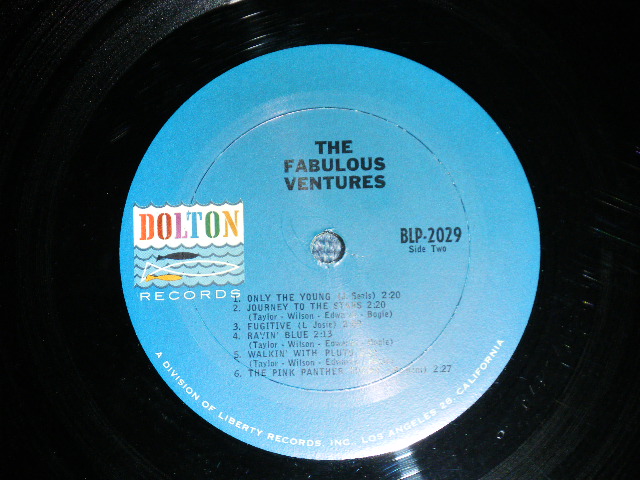 THE
FABULOUS
VENTURES
DOLTON
RECORDS
BLP-2029
Side Two
1. ONLY THE YOUNG (J. Sanis) 2:20
2. JOURNEY TO THE STARS 2:20
(Taylor - Wilson - Edwards - Bogle)
3. FUGITIVE (L. Josie)
4. RAVIN' BLUE 2:13
(Taylor - Wilson - Edwards - Bogle)
5. WALKIN' WITH PLUTO
(Taylor - Wilson - Edwards
6. THE PINK PANTHER 2:27
A DIVISION OF LIBERTY RECORDS, INC., LOS ANGELES 28, CALIFORNIA